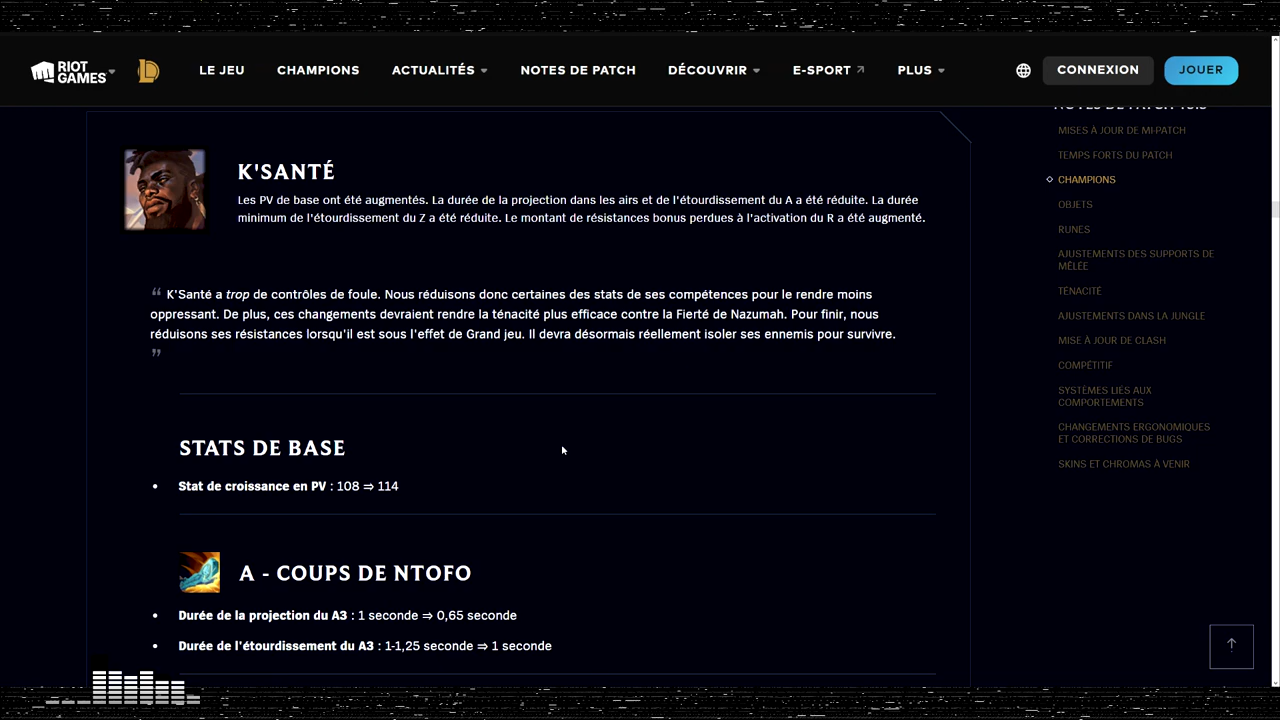 RIOT GAMES
LE JEU
CHAMPIONS
ACTUALITÉS
NOTES DE PATCH
DÉCOUVRIR
E-SPORT
PLUS
CONNEXION
JOUER
K'SANTÉ
Les PV de base ont été augmentés. La durée de la projection dans les airs et de l'étourdissement du A a été réduite. La durée
minimum de l'étourdissement du Z a été réduite. Le montant de résistances bonus perdues à l'activation du R a été augmenté.
“ K'Santé a trop de contrôles de foule. Nous réduisons donc certaines des stats de ses compétences pour le rendre moins
oppressant. De plus, ces changements devraient rendre la ténacité plus efficace contre la Fierté de Nazumah. Pour finir, nous
réduisons ses résistances lorsqu'il est sous l'effet de Grand jeu. Il devra désormais réellement isoler ses ennemis pour survivre.
”
STATS DE BASE
• Stat de croissance en PV : 108 ⇒ 114
A - COUPS DE NTOFO
• Durée de la projection du A3 : 1 seconde ⇒ 0,65 seconde
• Durée de l'étourdissement du A3 : 1-1,25 seconde ⇒ 1 seconde
MISES À JOUR DE MI-PATCH
TEMPS FORTS DU PATCH
CHAMPIONS
OBJETS
RUNES
AJUSTEMENTS DES SUPPORTS DE
MÊLÉE
TÉNACITÉ
AJUSTEMENTS DANS LA JUNGLE
MISE À JOUR DE CLASH
COMPÉTITIF
SYSTÈMES LIÉS AUX
COMPORTEMENTS
CHANGEMENTS ERGONOMIQUES
ET CORRECTIONS DE BUGS
SKINS ET CHROMAS À VENIR